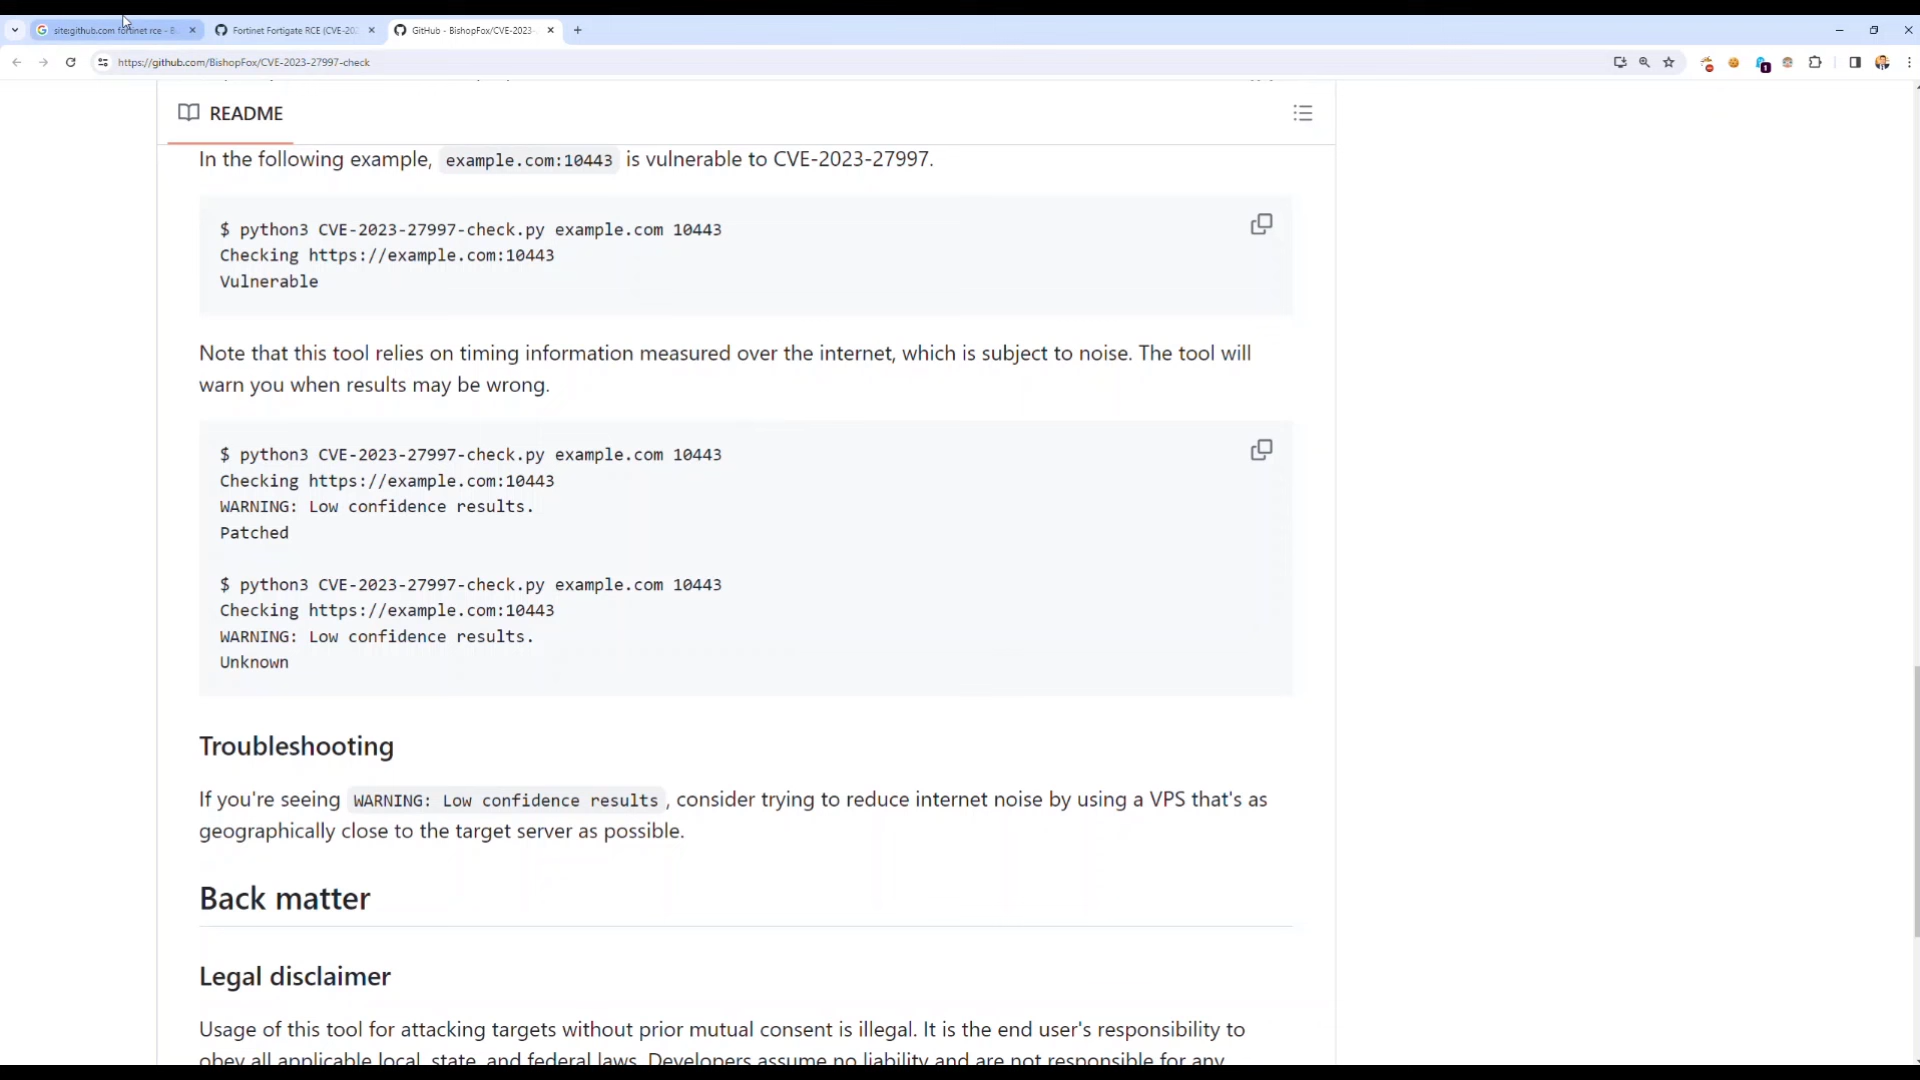 site:github.com fortinet rce - B
Fortinet Fortigate RCE (CVE-202
GitHub - BishopFox/CVE-2023-
https://github.com/BishopFox/CVE-2023-27997-check
1
README
In the following example, example.com:10443 is vulnerable to CVE-2023-27997.
$ python3 CVE-2023-27997-check.py example.com 10443
Checking https://example.com:10443
Vulnerable
Note that this tool relies on timing information measured over the internet, which is subject to noise. The tool will
warn you when results may be wrong.
$ python3 CVE-2023-27997-check.py example.com 10443
Checking https://example.com:10443
WARNING: Low confidence results.
Patched
$ python3 CVE-2023-27997-check.py example.com 10443
Checking https://example.com:10443
WARNING: Low confidence results.
Unknown
Troubleshooting
If you're seeing WARNING: Low confidence results, consider trying to reduce internet noise by using a VPS that's as
geographically close to the target server as possible.
Back matter
Legal disclaimer
Usage of this tool for attacking targets without prior mutual consent is illegal. It is the end user's responsibility to
obey all applicable local, state, and federal laws. Developers assume no liability and are not responsible for any